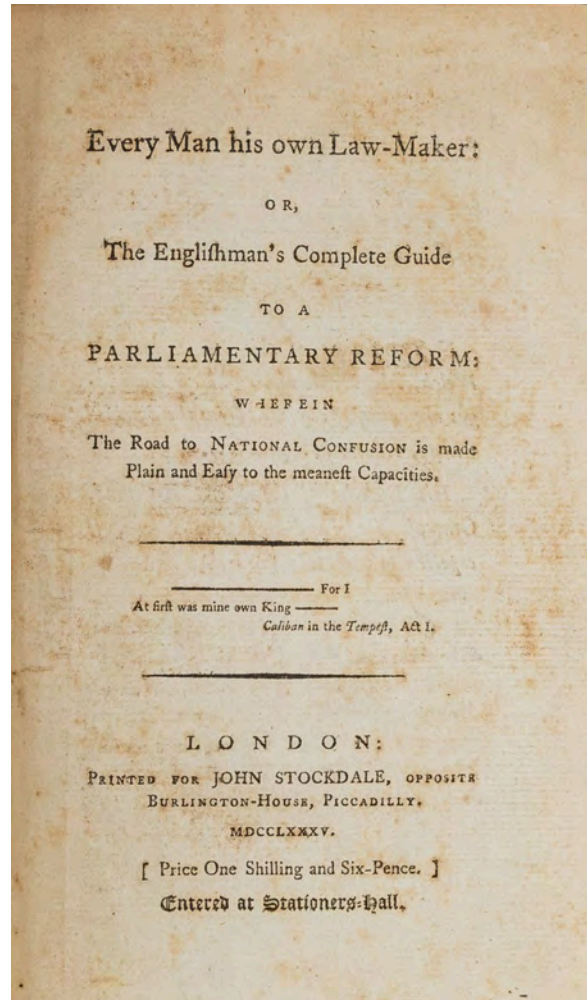 Every Man his own Law-Maker:
OR,
The Engliſhman's Complete Guide
TO A
PARLIAMENTARY REFORM;
WHEREIN
The Road to NATIONAL CONFUSION is made
Plain and Eaſy to the meaneſt Capacities.
——— For I
At firſt was mine own King ———
Caliban in the Tempeſt, Act I.
LONDON:
PRINTED FOR JOHN STOCKDALE, OPPOSITE
BURLINGTON-HOUSE, PICCADILLY.
MDCCLXXXV.
[ Price One Shilling and Six-Pence. ]
Entered at Stationers-Hall.